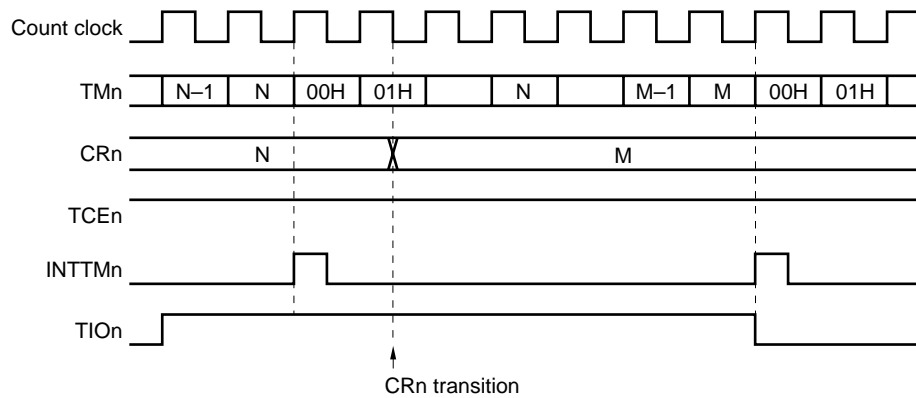 Count clock
TMn N–1 N 00H 01H N M–1 M 00H 01H
CRn N M
TCEn
INTTMn
TIOn
CRn transition